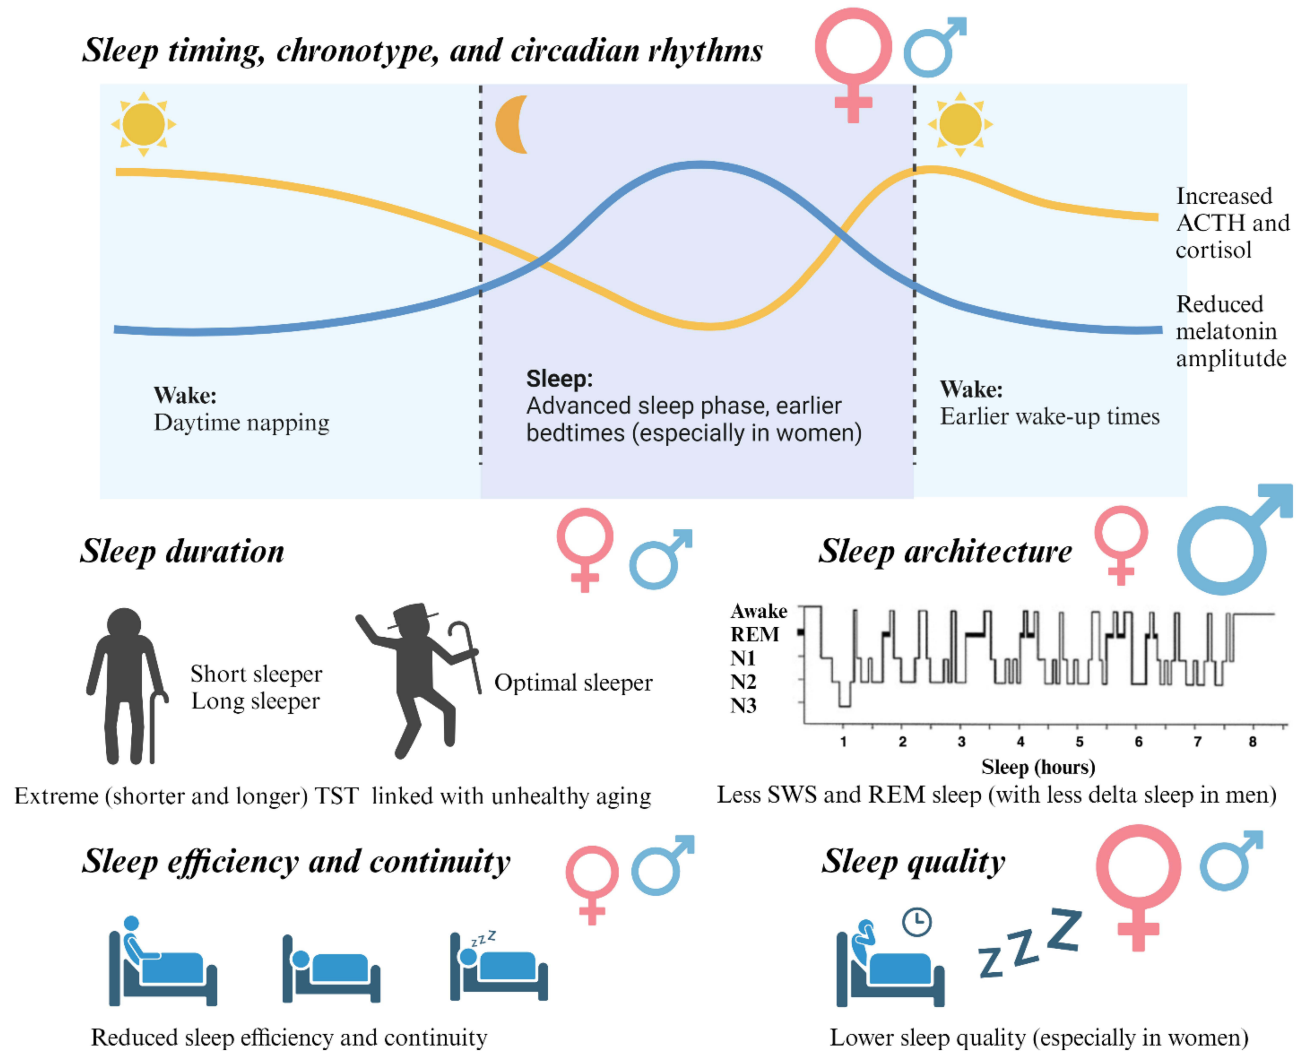 Sleep timing, chronotype, and circadian rhythms
Increased
ACTH and
cortisol
Reduced
melatonin
amplitutde
Wake:
Daytime napping
Sleep:
Advanced sleep phase, earlier
bedtimes (especially in women)
Wake:
Earlier wake-up times
Sleep duration
Short sleeper
Long sleeper
Optimal sleeper
Extreme (shorter and longer) TST linked with unhealthy aging
Sleep architecture
Awake
REM
N1
N2
N3
1 2 3 4 5 6 7 8
Sleep (hours)
Less SWS and REM sleep (with less delta sleep in men)
Sleep efficiency and continuity
zzZ
Reduced sleep efficiency and continuity
Sleep quality
zzZ
Lower sleep quality (especially in women)